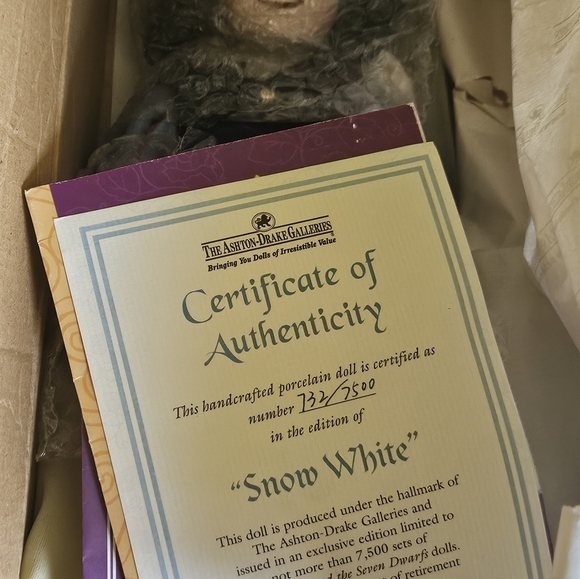 THE ASHTON-DRAKE GALLERIES
Bringing You Dolls of Irresistible Value
Certificate of
Authenticity
This handcrafted porcelain doll is certified as
number 732/7500
in the edition of
"Snow White"
This doll is produced under the hallmark of
The Ashton-Drake Galleries and
issued in an exclusive edition limited to
not more than 7,500 sets of
and the Seven Dwarfs dolls.
of retirement